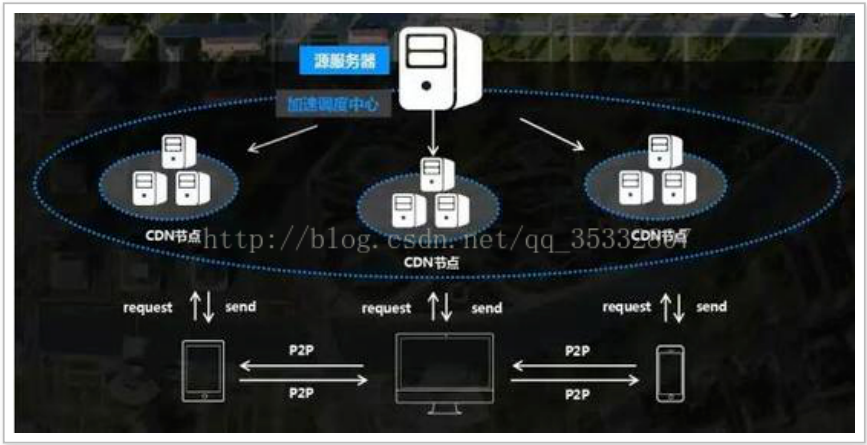 源服务器
加速调度中心
CDN节点
CDN节点
CDN节点
http://blog.csdn.net/qq_35332807
request
send
request
send
request
send
P2P
P2P
P2P
P2P